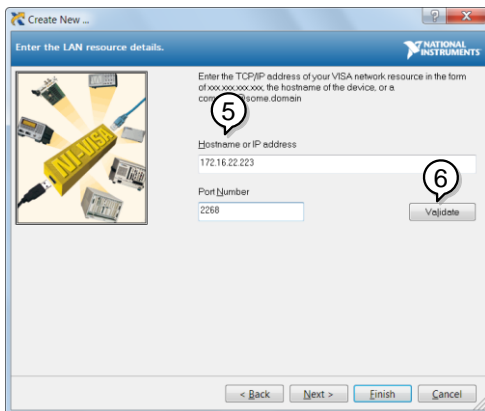 Create New ...
Enter the LAN resource details.
NATIONAL
INSTRUMENTS
Enter the TCP/IP address of your VISA network resource in the form
of xxx.xxx.xxx.xxx, the hostname of the device, or a
some.domain
5
Hostname or IP address
172.16.22.223
6
Port Number
2268
Validate
NI-VISA
< Back
Next >
Finish
Cancel